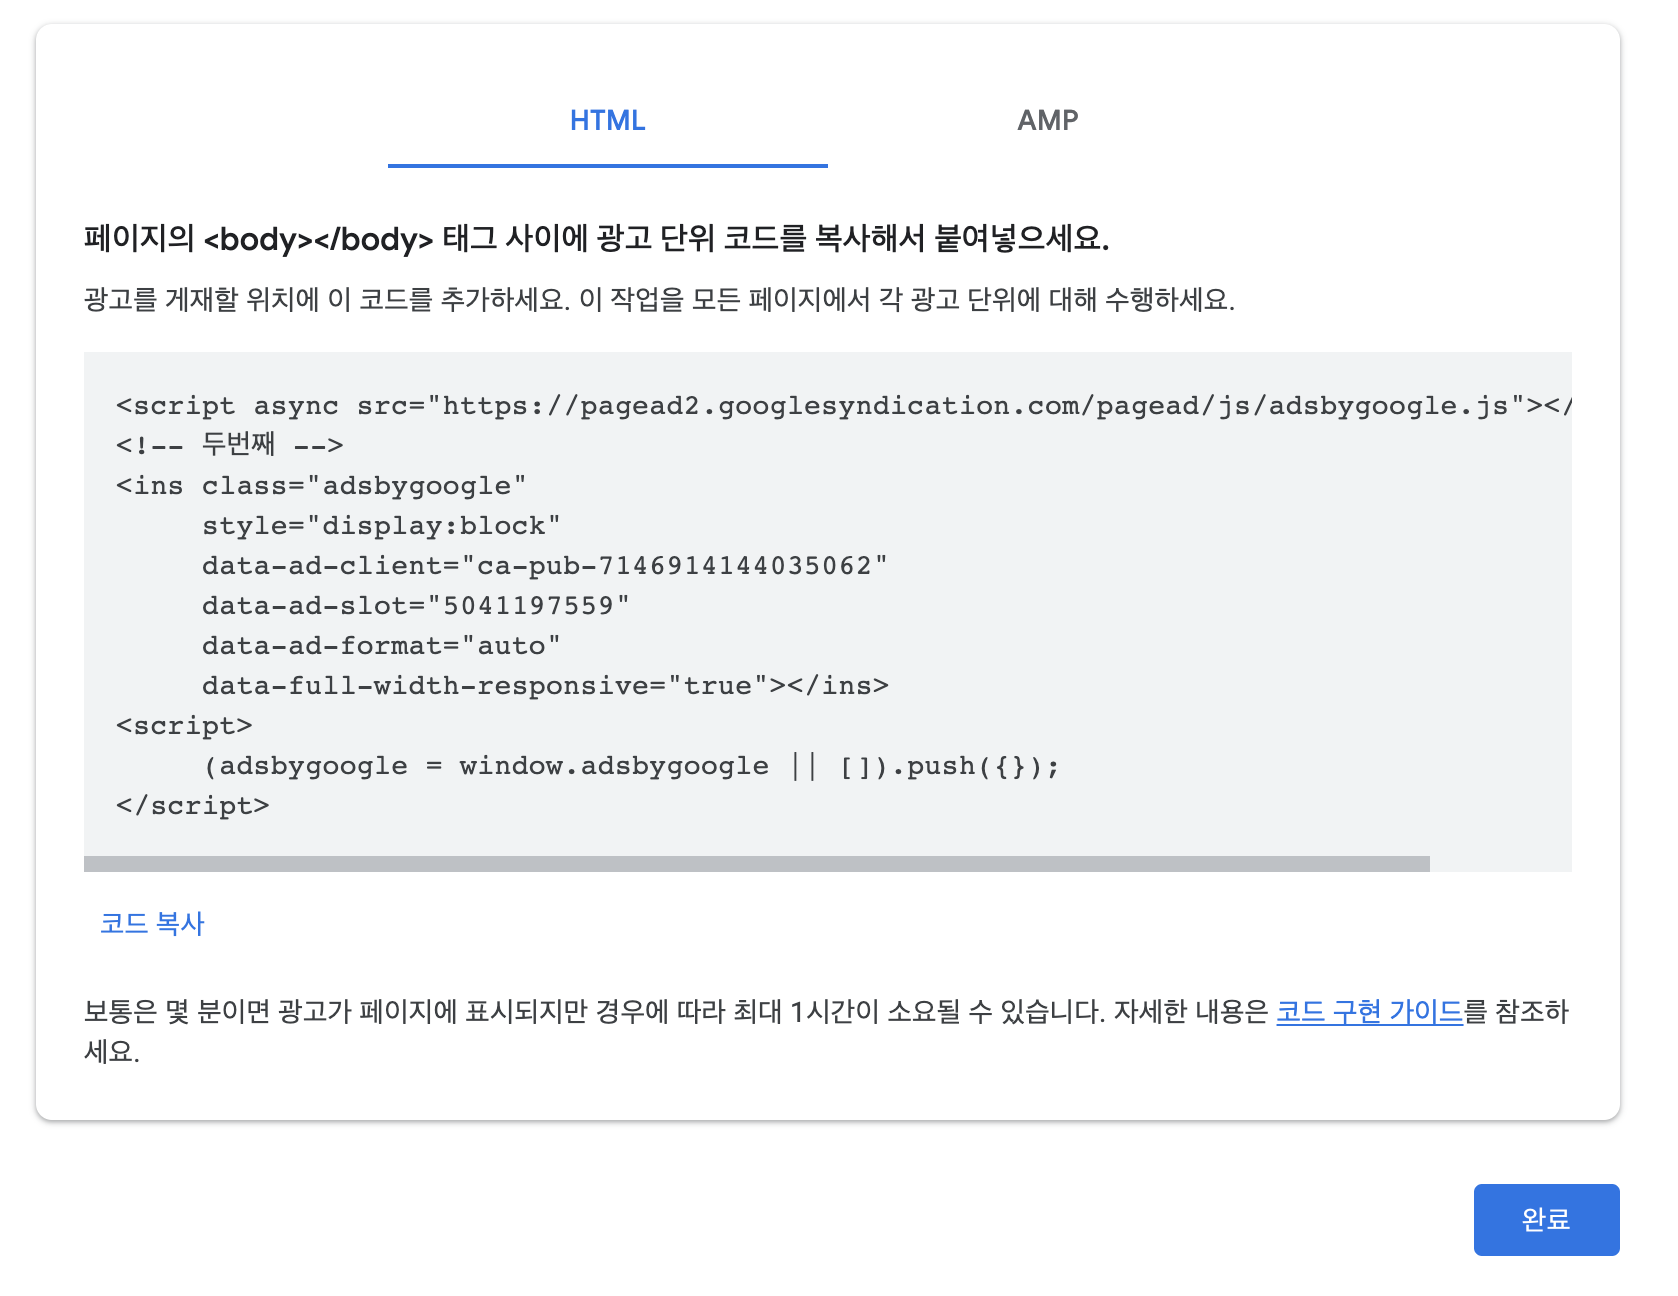 HTML
AMP
페이지의 <body></body> 태그 사이에 광고 단위 코드를 복사해서 붙여넣으세요.
광고를 게재할 위치에 이 코드를 추가하세요. 이 작업을 모든 페이지에서 각 광고 단위에 대해 수행하세요.
<script async src="https://pagead2.googlesyndication.com/pagead/js/adsbygoogle.js"></
<!-- 두번째 -->
<ins class="adsbygoogle"
     style="display:block"
     data-ad-client="ca-pub-7146914144035062"
     data-ad-slot="5041197559"
     data-ad-format="auto"
     data-full-width-responsive="true"></ins>
<script>
     (adsbygoogle = window.adsbygoogle || []).push({});
</script>
코드 복사
보통은 몇 분이면 광고가 페이지에 표시되지만 경우에 따라 최대 1시간이 소요될 수 있습니다. 자세한 내용은 코드 구현 가이드를 참조하
세요.
완료